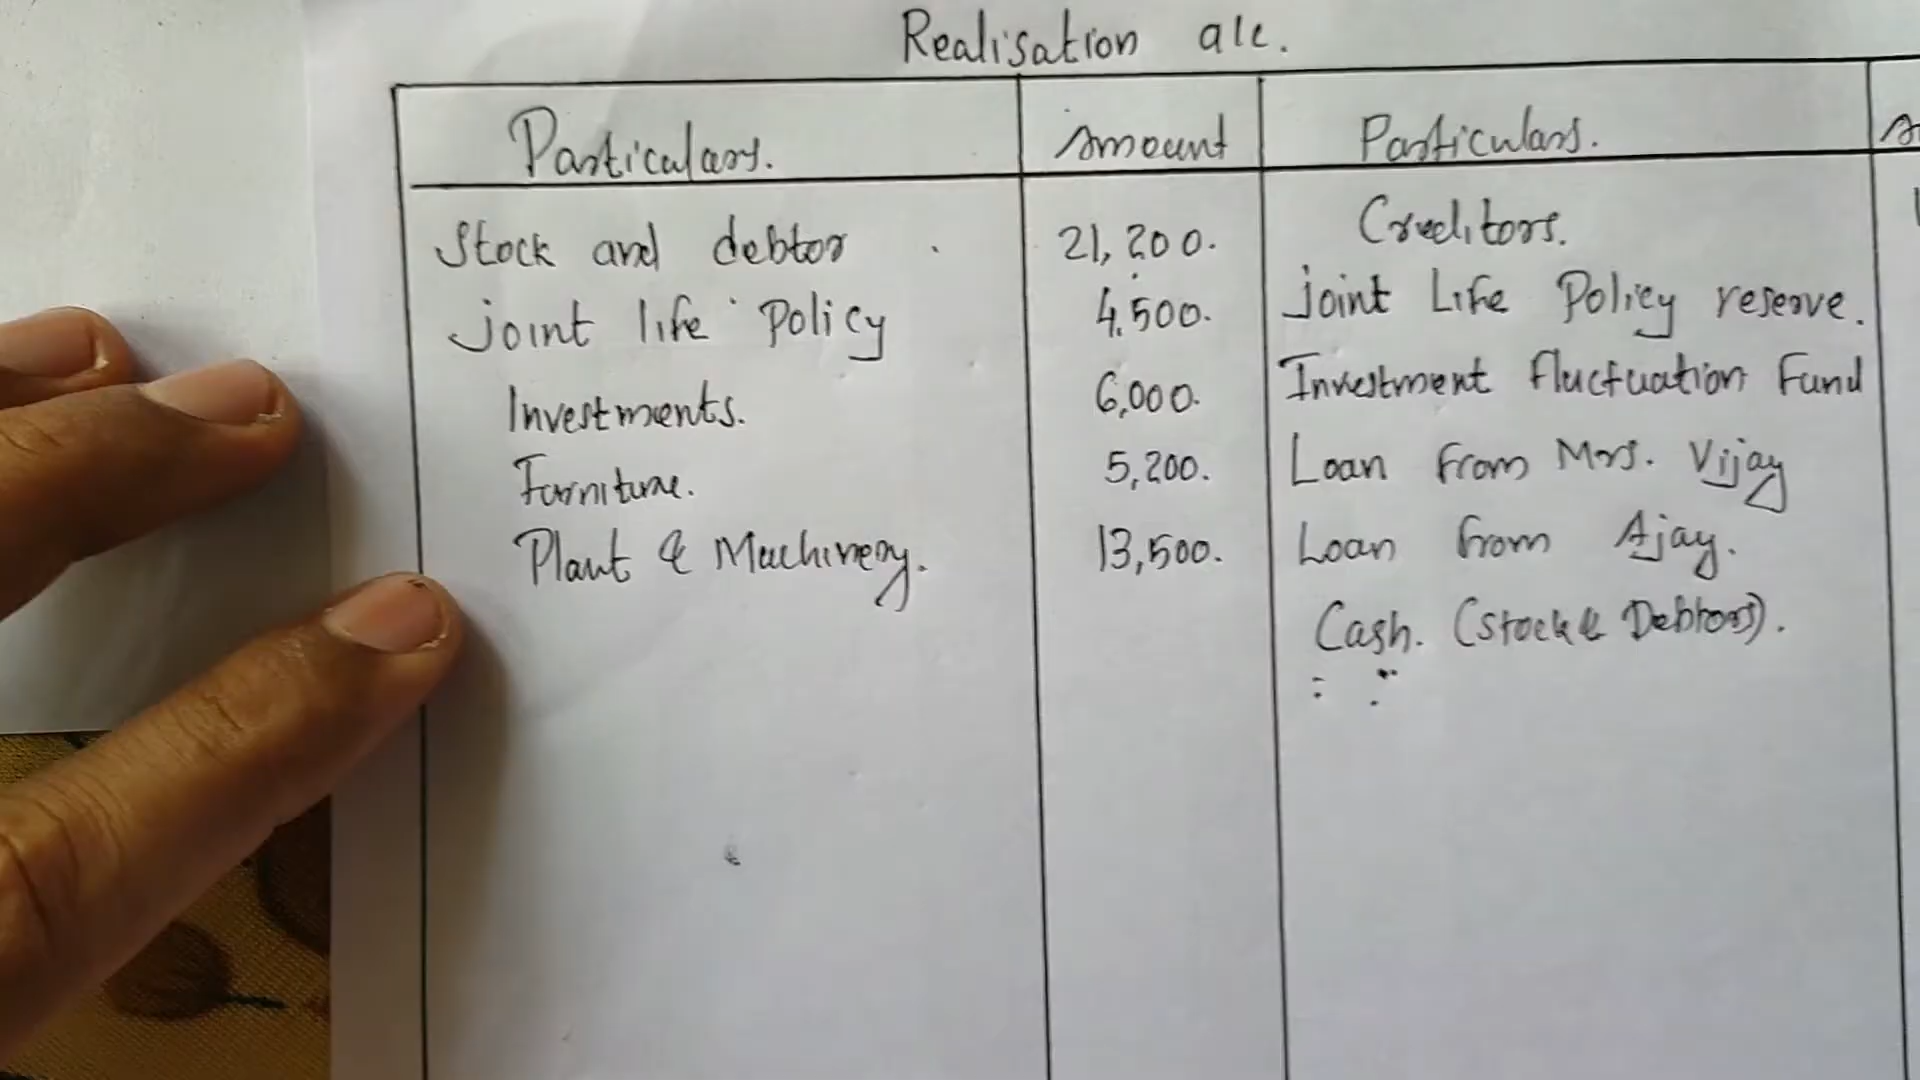 Realisation a/c.
Particulars. Amount Particulars. A
Stock and debtor 21,200. Creditors. 1
joint life Policy 4,500. joint Life Policy reserve.
Investments. 6,000. Investment fluctuation Fund
Furniture. 5,200. Loan from Mrs. Vijay
Plant & Machinery. 13,500. Loan from Ajay.
Cash. (Stock & Debtors).